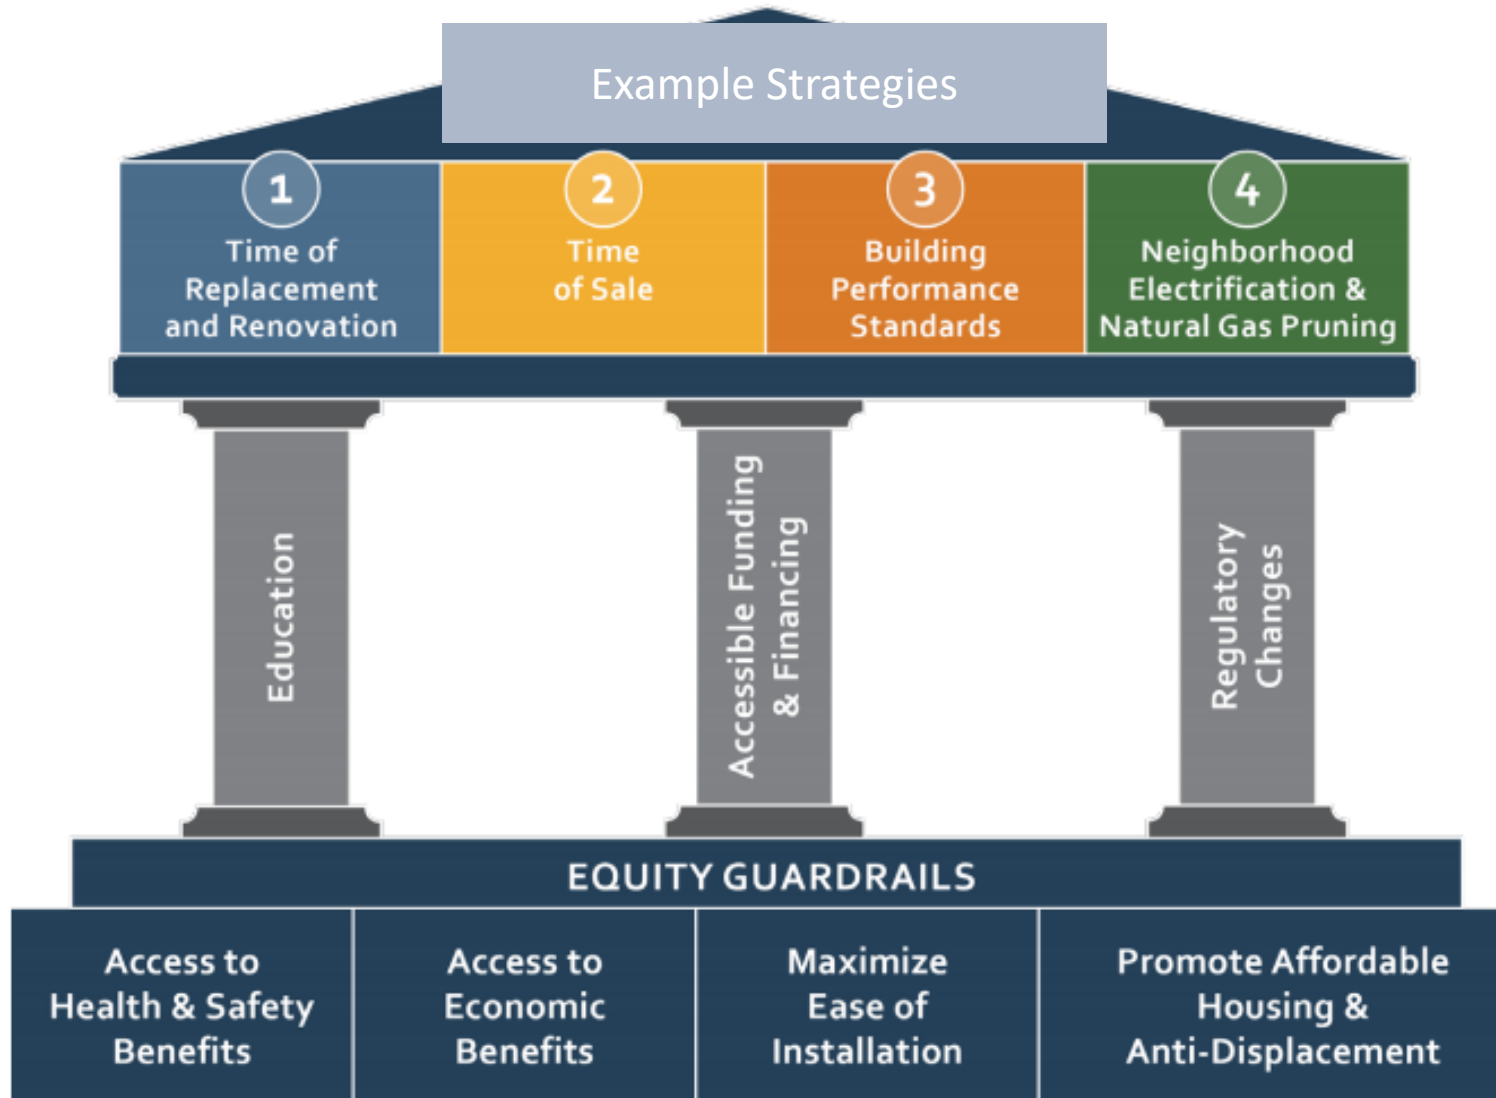 Example Strategies
1
Time of
Replacement
and Renovation
2
Time
of Sale
3
Building
Performance
Standards
4
Neighborhood
Electrification &
Natural Gas Pruning
Education
Accessible Funding
& Financing
Regulatory
Changes
EQUITY GUARDRAILS
Access to
Health & Safety
Benefits
Access to
Economic
Benefits
Maximize
Ease of
Installation
Promote Affordable
Housing &
Anti-Displacement